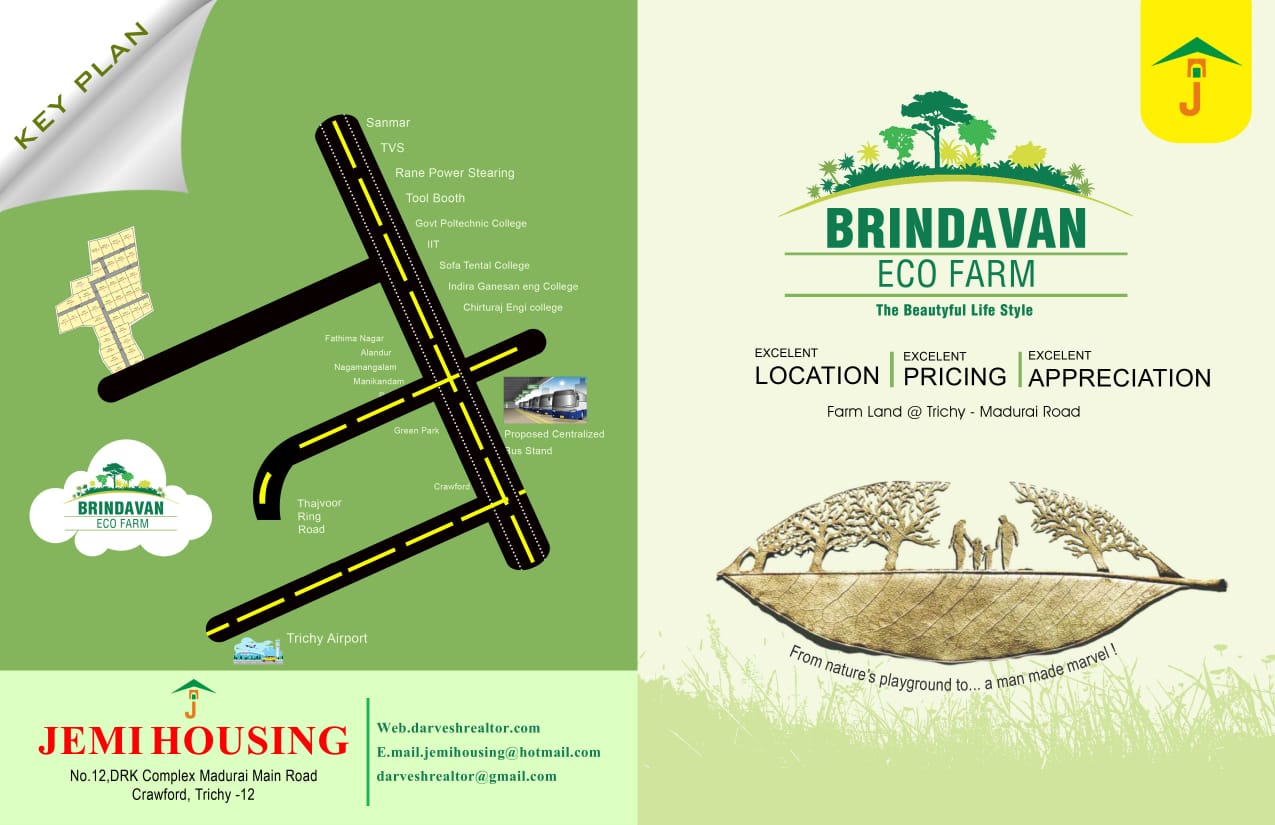 KEY PLAN
Sanmar
TVS
Rane Power Stearing
Tool Booth
Govt Poltechnic College
IIT
Sofa Tental College
Indira Ganesan eng College
Chirturaj Engi college
Fathima Nagar
Alandur
Nagamangalam
Manikandam
Green Park
Proposed Centralized
Bus Stand
Crawford
Thajvoor
Ring
Road
BRINDAVAN
ECO FARM
Trichy Airport
J
JEMI HOUSING
No.12,DRK Complex Madurai Main Road
Crawford, Trichy -12
Web.darveshrealtor.com
E.mail.jemihousing@hotmail.com
darveshrealtor@gmail.com
J
BRINDAVAN
ECO FARM
The Beautyful Life Style
EXCELENT
LOCATION
EXCELENT
PRICING
EXCELENT
APPRECIATION
Farm Land @ Trichy - Madurai Road
From nature's playground to... a man made marvel !